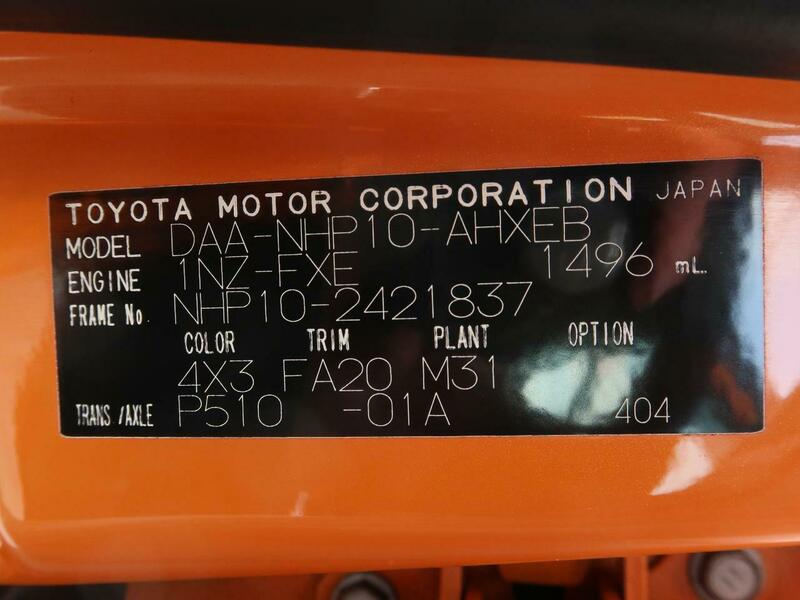 TOYOTA MOTOR CORPORATION JAPAN
MODEL DAA-NHP10-AHXEB
ENGINE 1NZ-FXE 1496 mL.
FRAME No. NHP10-2421837
COLOR TRIM PLANT OPTION
4X3 FA20 M31
TRANS/AXLE P510 -01A 404